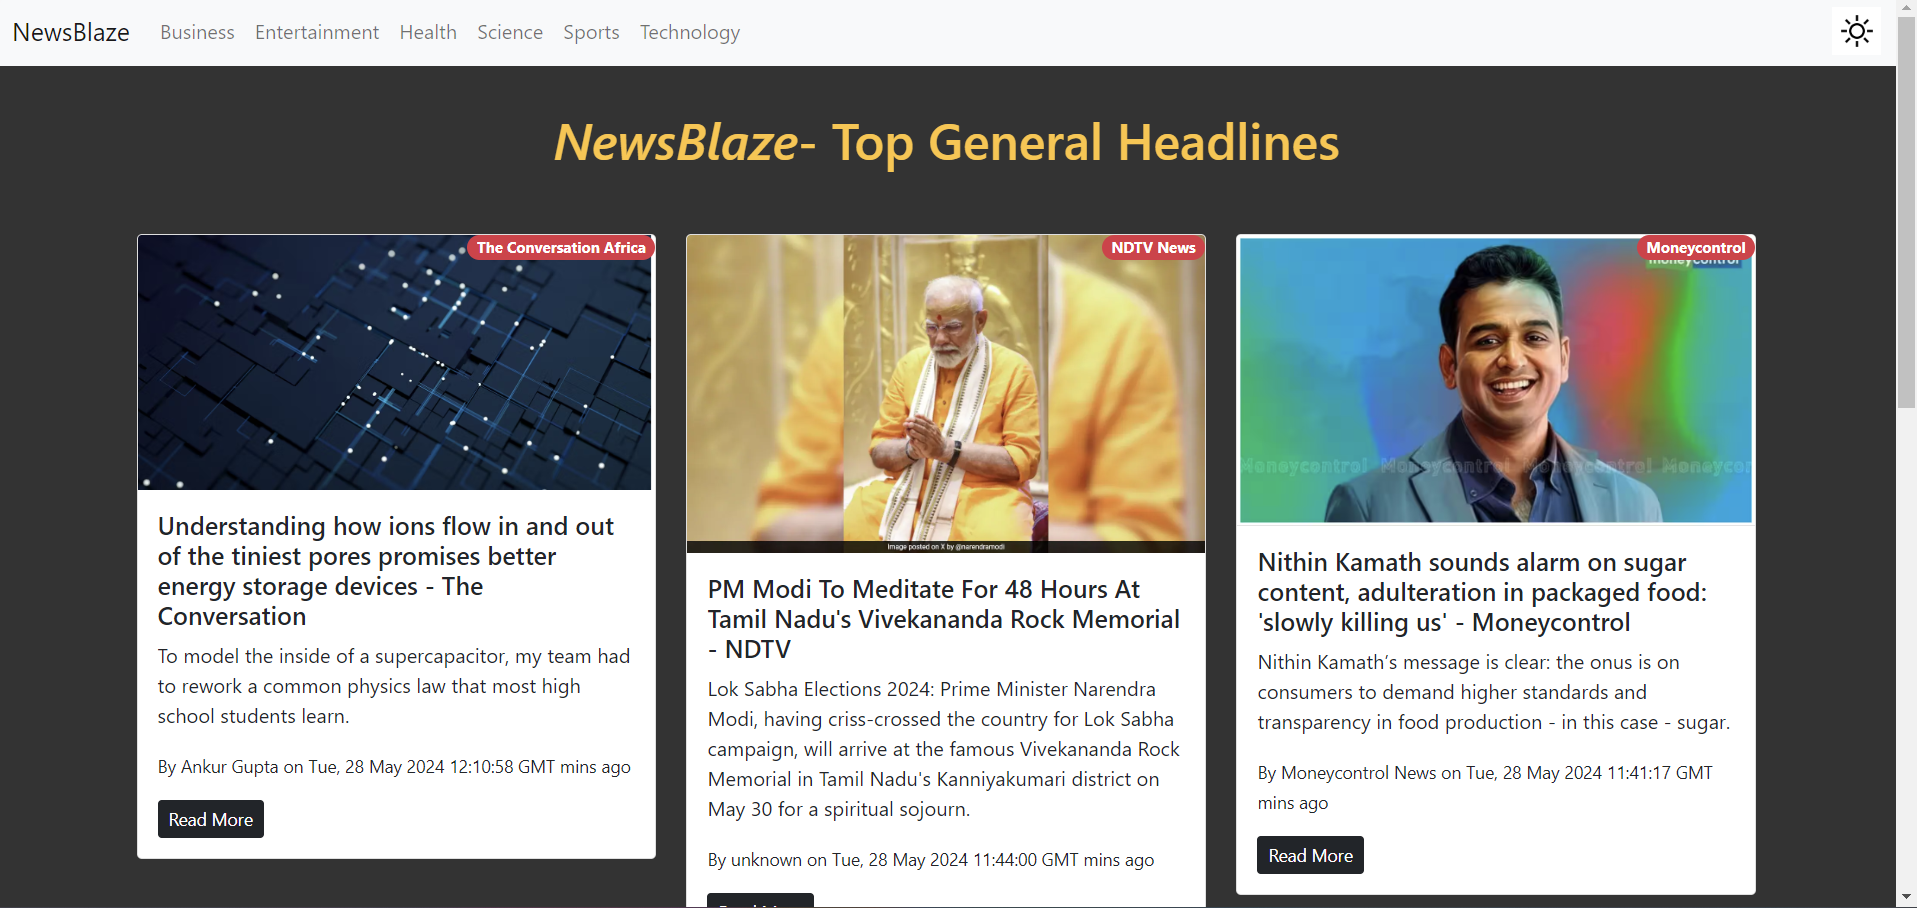 NewsBlaze Business Entertainment Health Science Sports Technology
NewsBlaze- Top General Headlines
The Conversation Africa
Understanding how ions flow in and out
of the tiniest pores promises better
energy storage devices - The
Conversation
To model the inside of a supercapacitor, my team had
to rework a common physics law that most high
school students learn.
By Ankur Gupta on Tue, 28 May 2024 12:10:58 GMT mins ago
Read More
NDTV News
Image posted on X by @narendramodi
PM Modi To Meditate For 48 Hours At
Tamil Nadu's Vivekananda Rock Memorial
- NDTV
Lok Sabha Elections 2024: Prime Minister Narendra
Modi, having criss-crossed the country for Lok Sabha
campaign, will arrive at the famous Vivekananda Rock
Memorial in Tamil Nadu's Kanniyakumari district on
May 30 for a spiritual sojourn.
By unknown on Tue, 28 May 2024 11:44:00 GMT mins ago
Moneycontrol
moneycontrol
Moneycontrol Moneycontrol Moneycontrol Moneycor
Nithin Kamath sounds alarm on sugar
content, adulteration in packaged food:
'slowly killing us' - Moneycontrol
Nithin Kamath’s message is clear: the onus is on
consumers to demand higher standards and
transparency in food production - in this case - sugar.
By Moneycontrol News on Tue, 28 May 2024 11:41:17 GMT
mins ago
Read More